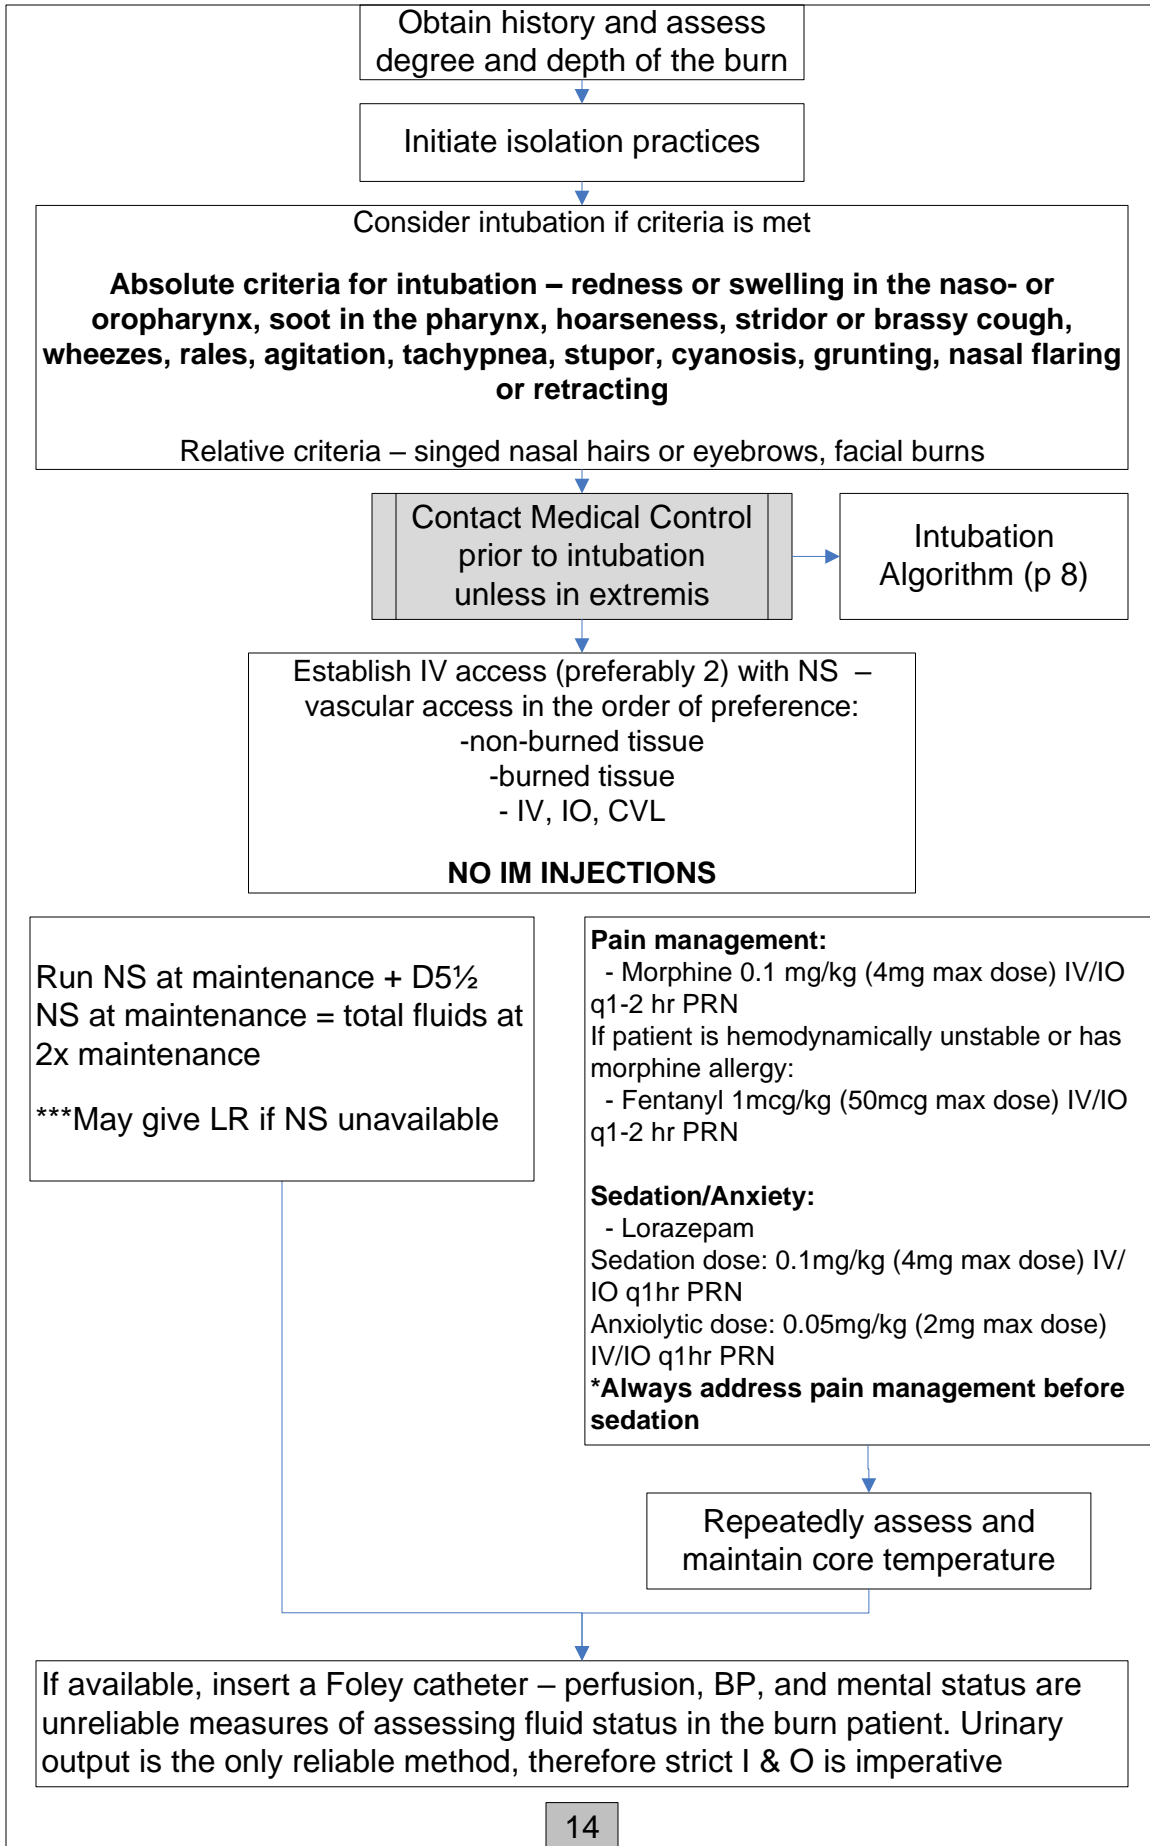 Obtain history and assess
degree and depth of the burn
Initiate isolation practices
Consider intubation if criteria is met
Absolute criteria for intubation – redness or swelling in the naso- or
oropharynx, soot in the pharynx, hoarseness, stridor or brassy cough,
wheezes, rales, agitation, tachypnea, stupor, cyanosis, grunting, nasal flaring
or retracting
Relative criteria – singed nasal hairs or eyebrows, facial burns
Contact Medical Control
prior to intubation
unless in extremis
Intubation
Algorithm (p 8)
Establish IV access (preferably 2) with NS –
vascular access in the order of preference:
-non-burned tissue
-burned tissue
- IV, IO, CVL
NO IM INJECTIONS
Run NS at maintenance + D5½
NS at maintenance = total fluids at
2x maintenance
***May give LR if NS unavailable
Pain management:
- Morphine 0.1 mg/kg (4mg max dose) IV/IO
q1-2 hr PRN
If patient is hemodynamically unstable or has
morphine allergy:
- Fentanyl 1mcg/kg (50mcg max dose) IV/IO
q1-2 hr PRN
Sedation/Anxiety:
- Lorazepam
Sedation dose: 0.1mg/kg (4mg max dose) IV/
IO q1hr PRN
Anxiolytic dose: 0.05mg/kg (2mg max dose)
IV/IO q1hr PRN
*Always address pain management before
sedation
Repeatedly assess and
maintain core temperature
If available, insert a Foley catheter – perfusion, BP, and mental status are
unreliable measures of assessing fluid status in the burn patient. Urinary
output is the only reliable method, therefore strict I & O is imperative
14